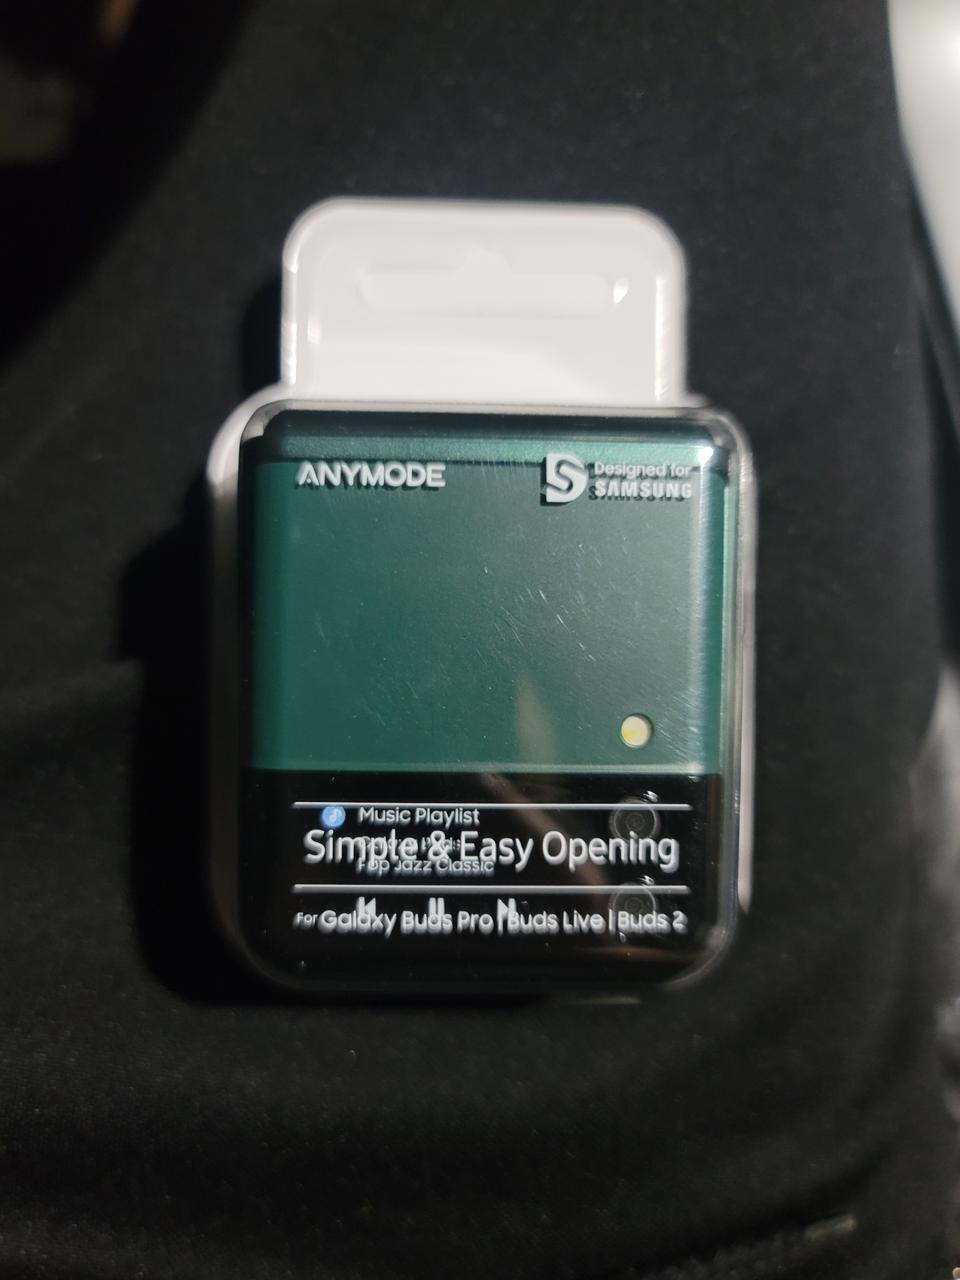 ANYMODE
Designed for
SAMSUNG
Music Playlist
Simple & Easy Opening
Pop Jazz Classic
For Galaxy Buds Pro | Buds Live | Buds 2